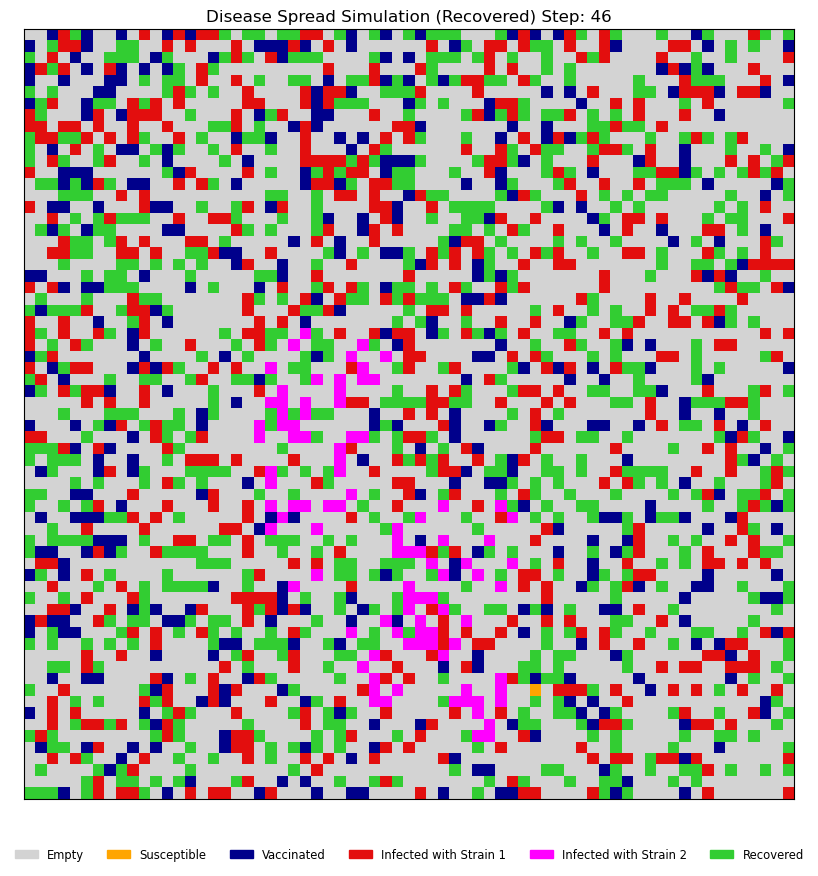 Disease Spread Simulation (Recovered) Step: 46
Empty
Susceptible
Vaccinated
Infected with Strain 1
Infected with Strain 2
Recovered